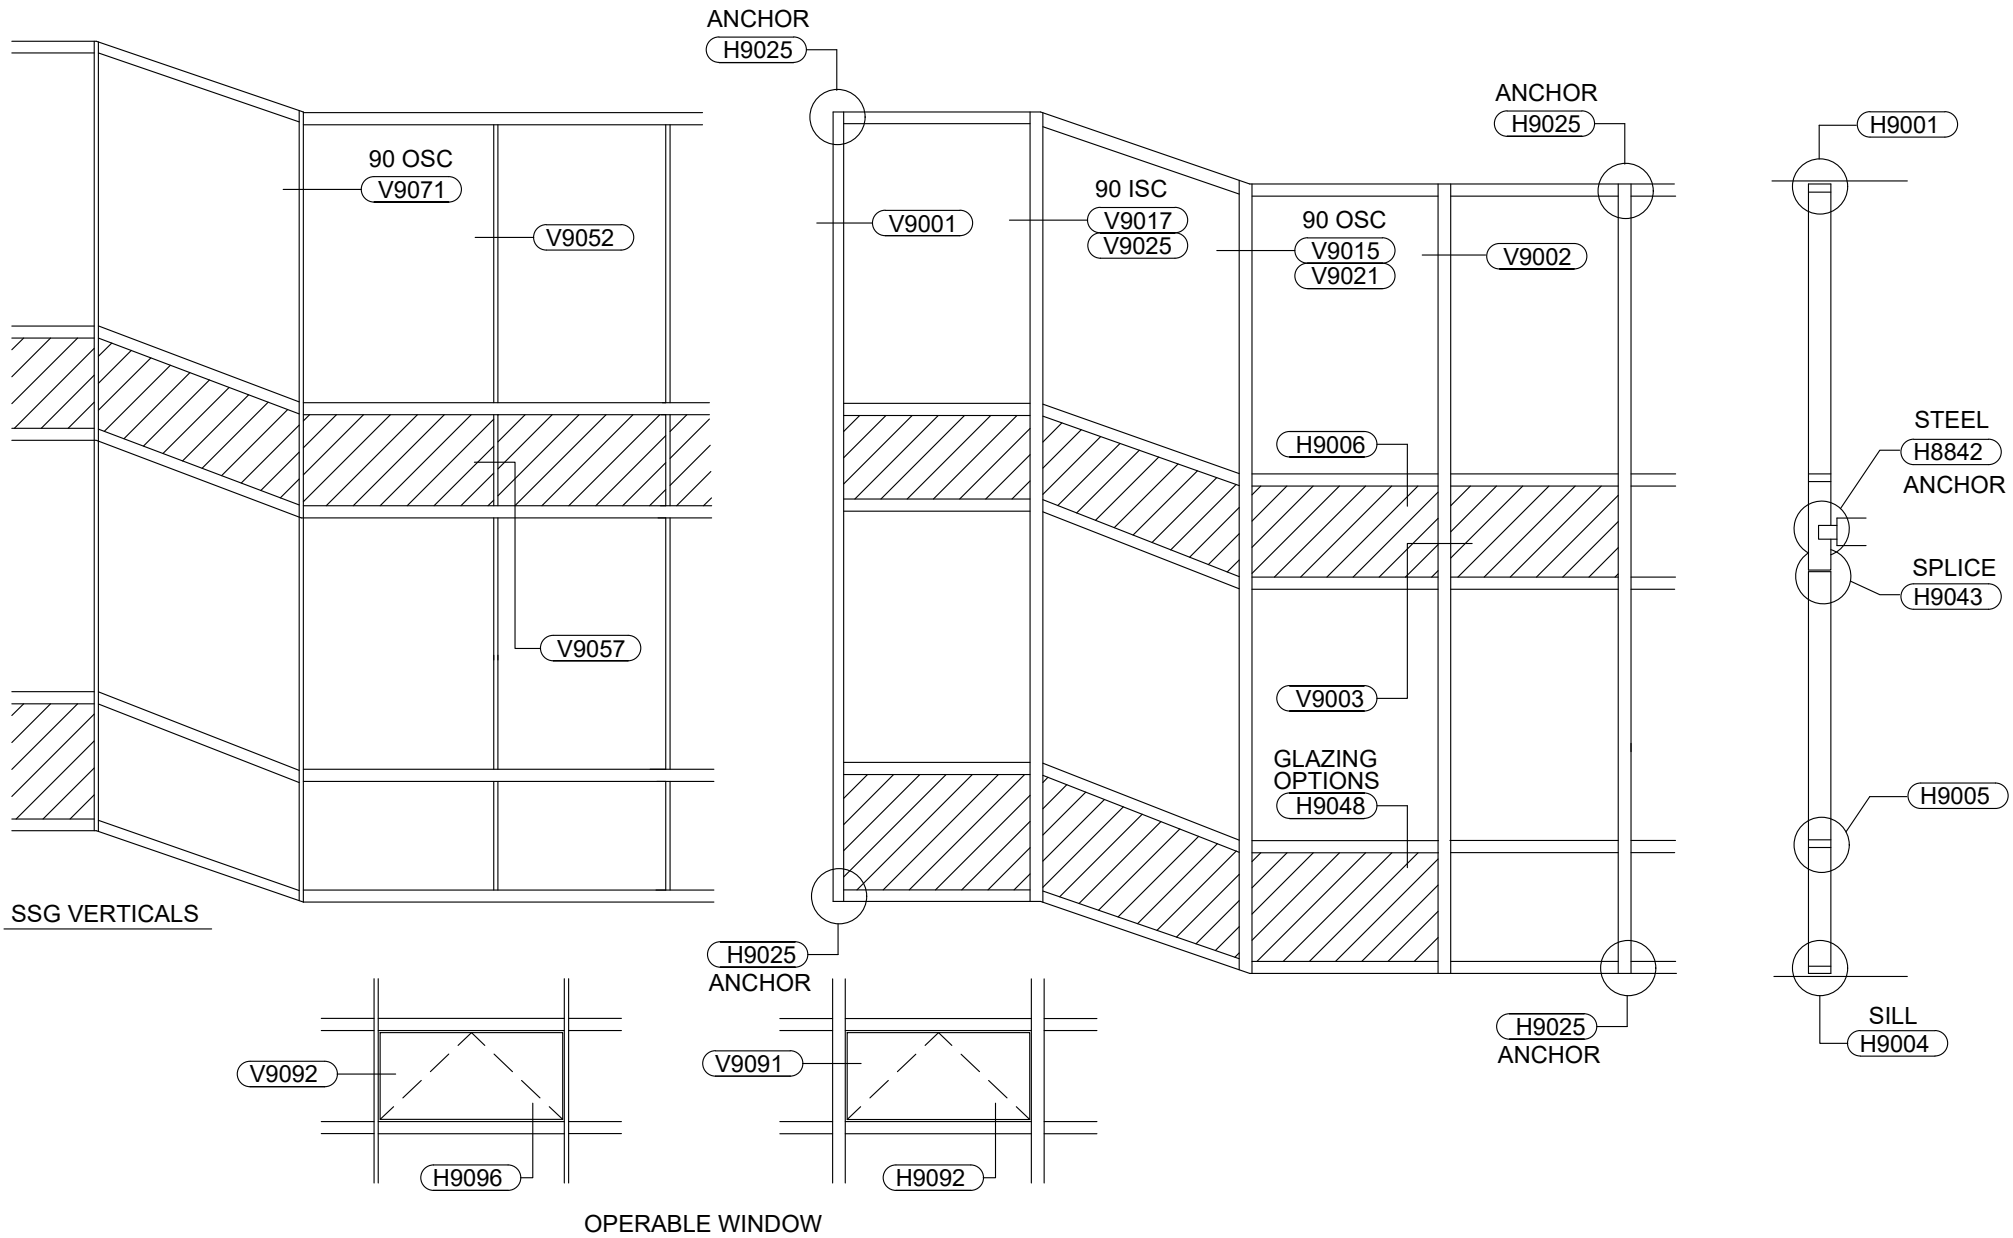 ANCHOR
H9025
90 OSC
V9071
V9052
V9057
SSG VERTICALS
V9001
90 ISC
V9017
V9025
90 OSC
V9015
V9021
V9002
ANCHOR
H9025
H9006
V9003
GLAZING
OPTIONS
H9048
H9025
ANCHOR
H9025
ANCHOR
H9001
STEEL
H8842
ANCHOR
SPLICE
H9043
H9005
SILL
H9004
V9092
H9096
V9091
H9092
OPERABLE WINDOW